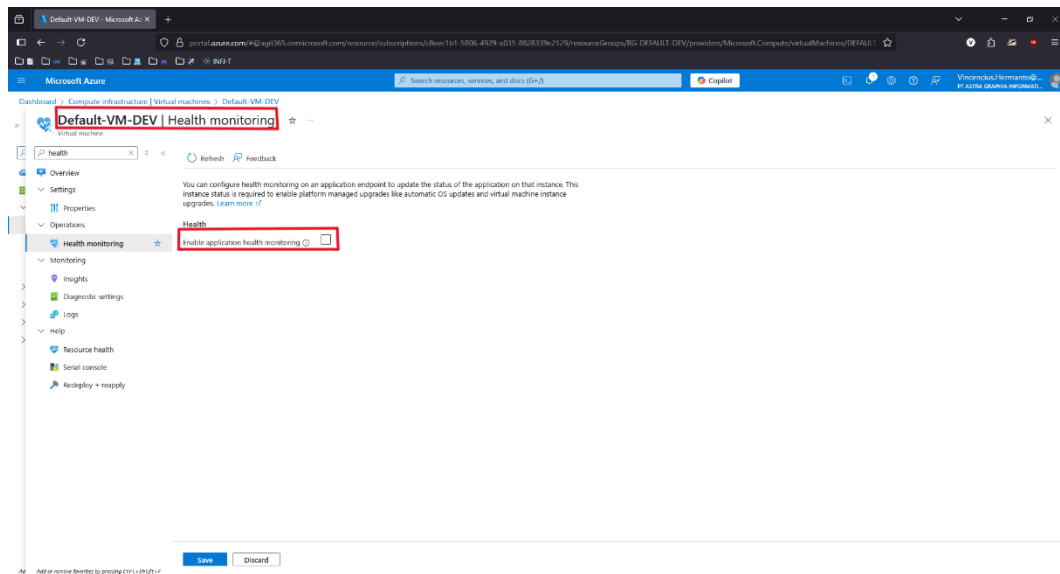 Default-VM-DEV - Microsoft Az
portal.azure.com/#@agit365.onmicrosoft.com/resource/subscriptions/c8eec1b1-5806-4929-a035-8828339e2129/resourceGroups/RG-DEFAULT-DEV/providers/Microsoft.Compute/virtualMachines/DEFAULT
INFJ-T
Microsoft Azure
Search resources, services, and docs (G+/)
Copilot
Vincencius.Hermanto@...
PT ASTRA GRAPHIA INFORMATI...
Dashboard > Compute infrastructure | Virtual machines > Default-VM-DEV
Default-VM-DEV | Health monitoring
Virtual machine
health
Refresh
Feedback
Overview
Settings
Properties
Operations
Health monitoring
Monitoring
Insights
Diagnostic settings
Logs
Help
Resource health
Serial console
Redeploy + reapply
You can configure health monitoring on an application endpoint to update the status of the application on that instance. This
instance status is required to enable platform managed upgrades like automatic OS updates and virtual machine instance
upgrades. Learn more
Health
Enable application health monitoring
Save
Discard
Add or remove favorites by pressing Ctrl+Shift+F